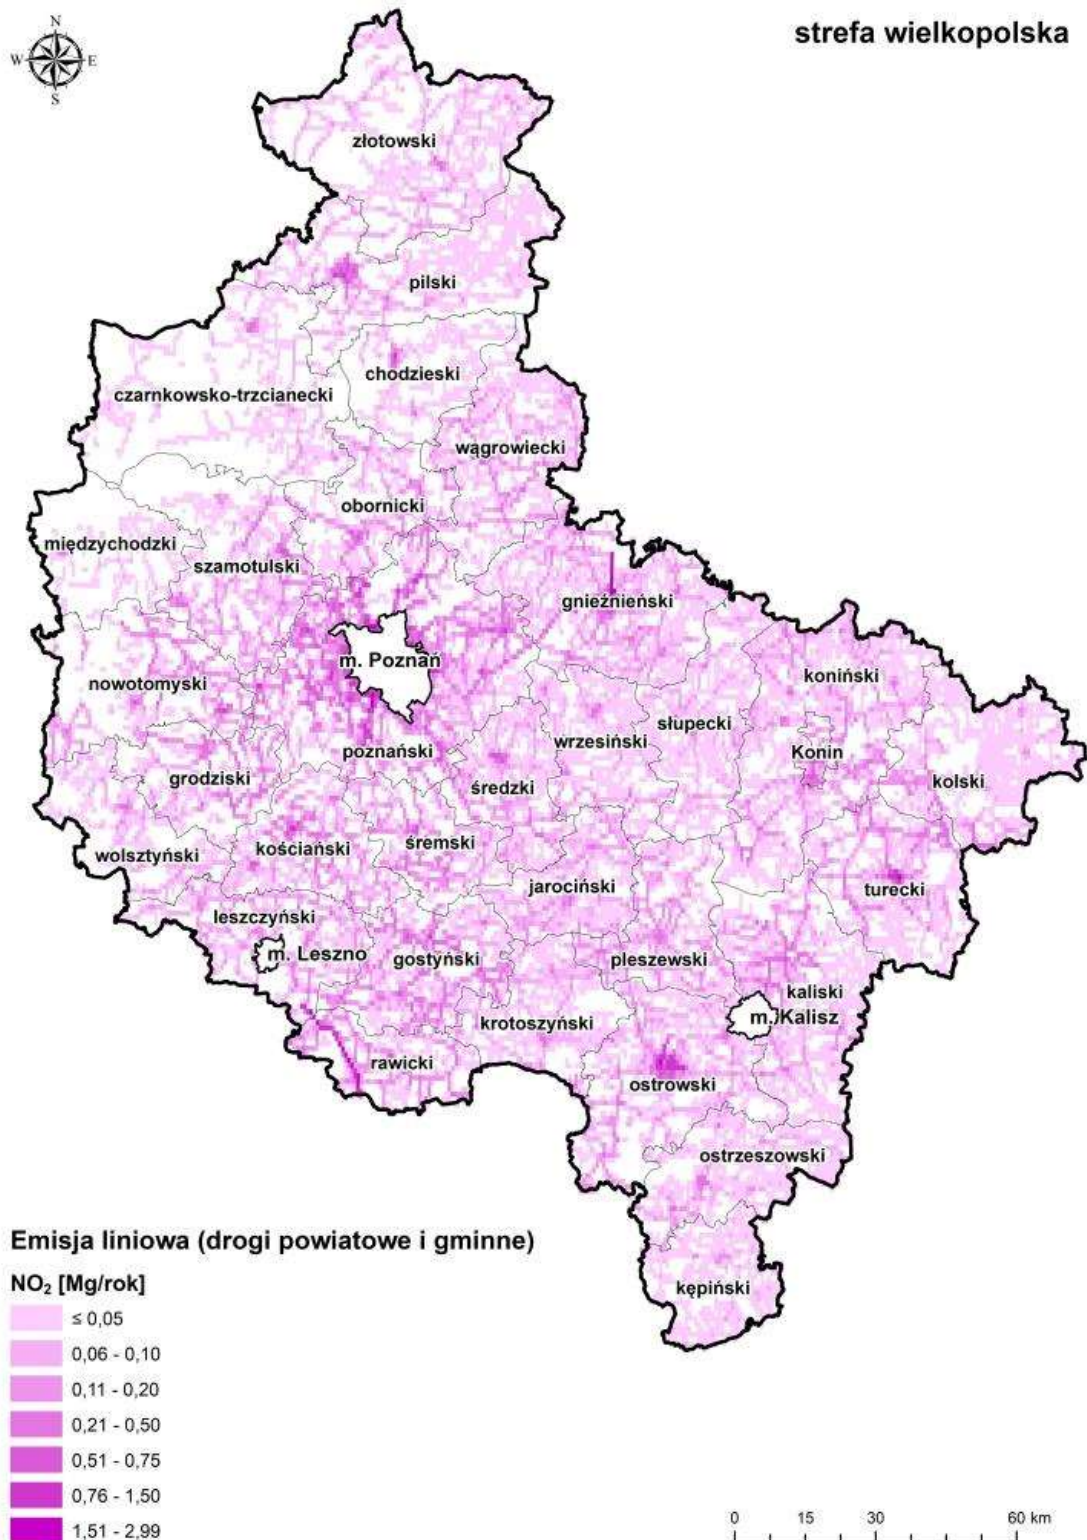 strefa wielkopolska
N
W E
S
złotowski
pilski
chodzieski
czarnkowsko-trzcianecki
wągrowiecki
obornicki
międzychodzki
szamotulski
gnieźnieński
m. Poznań
koniński
nowotomyski
słupecki
wrzesiński
poznański
Konin
grodziski
kolski
średzki
śremski
kościański
wolsztyński
jarociński
turecki
leszczyński
m. Leszno
gostyński
pleszewski
kaliski
m. Kalisz
krotoszyński
rawicki
ostrowski
ostrzeszowski
kępiński
Emisja liniowa (drogi powiatowe i gminne)
NO₂ [Mg/rok]
≤ 0,05
0,06 - 0,10
0,11 - 0,20
0,21 - 0,50
0,51 - 0,75
0,76 - 1,50
1,51 - 2,99
0 15 30 60 km